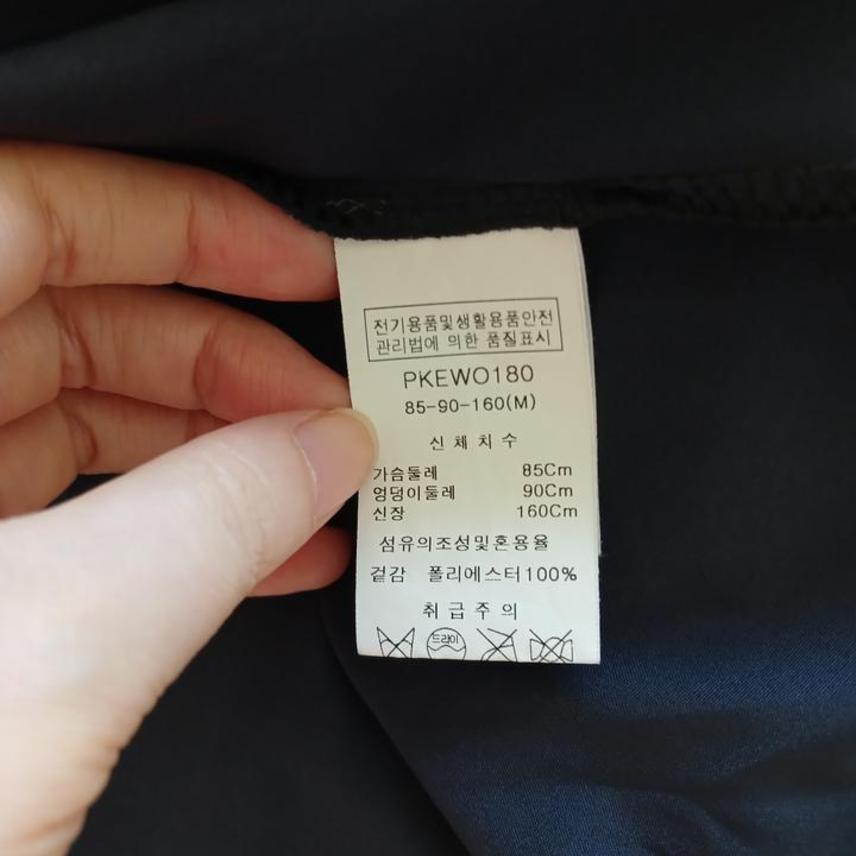 전기용품및생활용품안전
관리법에 의한 품질표시
PKEWO180
85-90-160(M)
신체치수
가슴둘레 85Cm
엉덩이둘레 90Cm
신장 160Cm
섬유의조성및혼용율
겉감 폴리에스터100%
취급주의
드라이